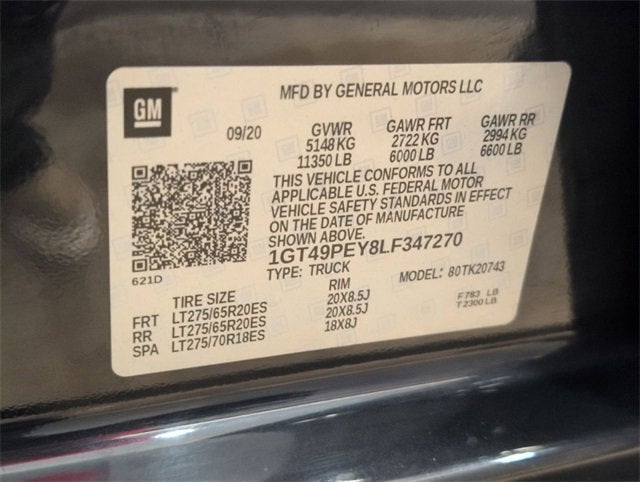 GM
MFD BY GENERAL MOTORS LLC
09/20 GVWR GAWR FRT GAWR RR
5148 KG 2722 KG 2994 KG
11350 LB 6000 LB 6600 LB
THIS VEHICLE CONFORMS TO ALL
APPLICABLE U.S. FEDERAL MOTOR
VEHICLE SAFETY STANDARDS IN EFFECT
ON THE DATE OF MANUFACTURE
SHOWN ABOVE.
1GT49PEY8LF347270
621D
TYPE: TRUCK MODEL: 80TK20743
TIRE SIZE RIM
FRT LT275/65R20ES 20X8.5J F 783 LB
RR LT275/65R20ES 20X8.5J T 2300 LB
SPA LT275/70R18ES 18X8J